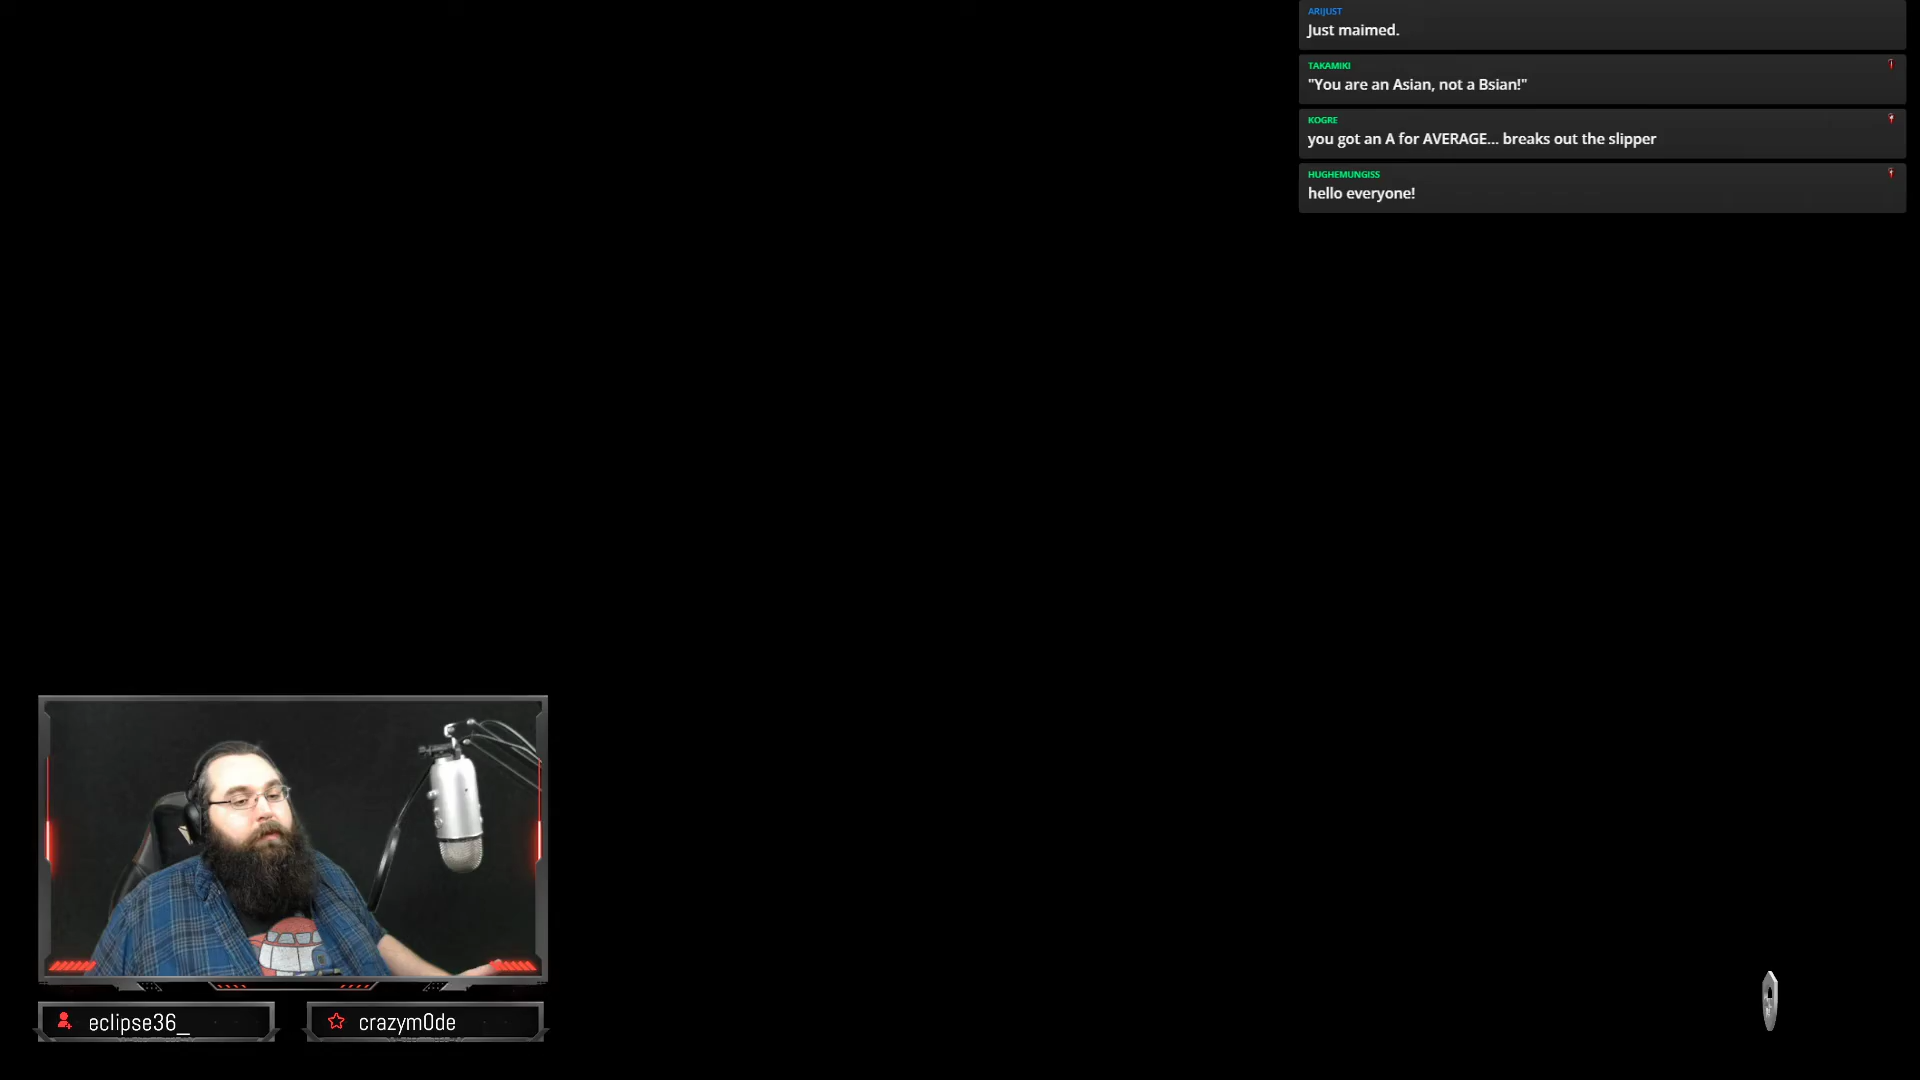 ARIJUST
Just maimed.
TAKAMIKI
"You are an Asian, not a Bsian!"
KOGRE
you got an A for AVERAGE... breaks out the slipper
HUGHEMUNGISS
hello everyone!
eclipse36_
crazym0de